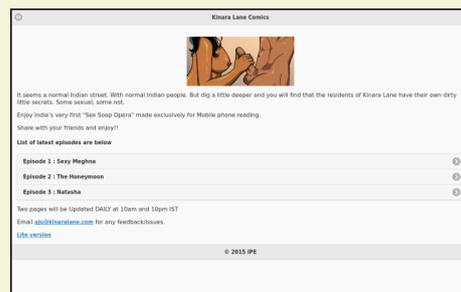 Kinara Lane Comics
It seems a normal Indian street. With normal Indian people. But dig a little deeper and you will find that the residents of Kinara Lane have their own dirty
little secrets. Some sexual, some not.
Enjoy India's very first "Sex Soap Opera" made exclusively for Mobile phone reading.
Share with your friends and enjoy!!
List of latest episodes are below
Episode 1 : Sexy Meghna
Episode 2 : The Honeymoon
Episode 3 : Natasha
Two pages will be Updated DAILY at 10am and 10pm IST
Email aju@kinaralane.com for any feedback/issues.
Lite version
© 2015 IPE